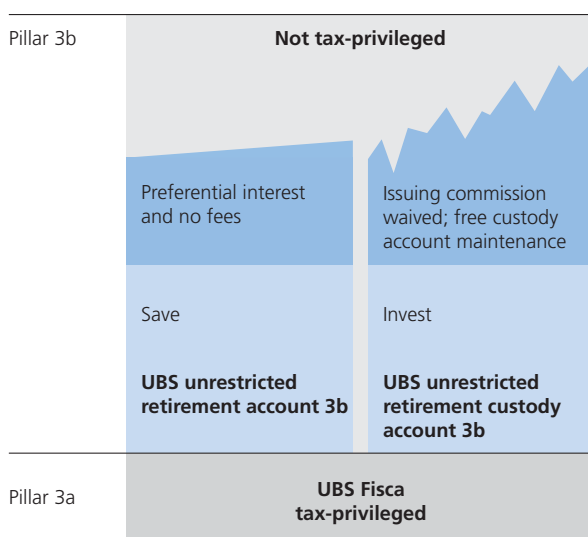 Pillar 3b
Not tax-privileged
Preferential interest
and no fees
Issuing commission
waived; free custody
account maintenance
Save
Invest
UBS unrestricted
retirement account 3b
UBS unrestricted
retirement custody
account 3b
Pillar 3a
UBS Fisca
tax-privileged